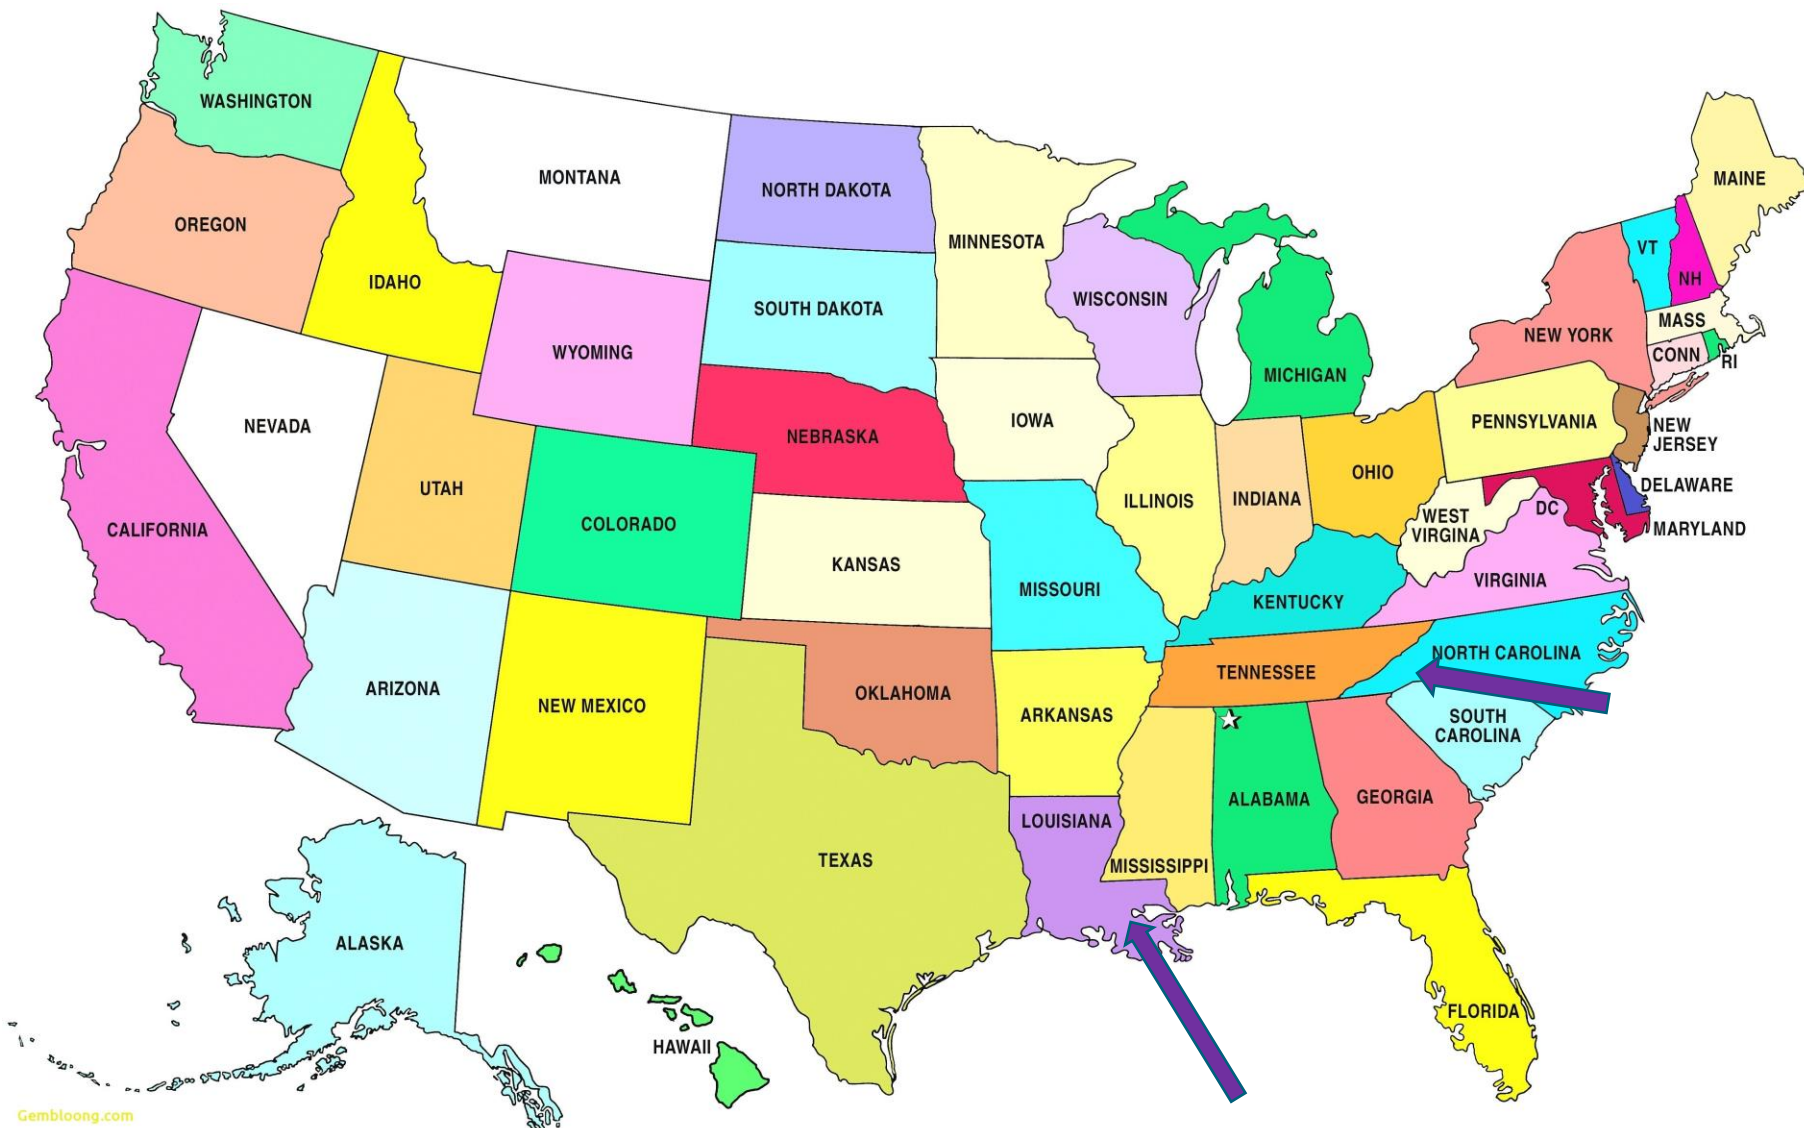 WASHINGTON
OREGON
IDAHO
MONTANA
NORTH DAKOTA
MINNESOTA
SOUTH DAKOTA
WISCONSIN
MICHIGAN
MAINE
VT
NH
MASS
NEW YORK
CONN
RI
WYOMING
NEVADA
UTAH
CALIFORNIA
COLORADO
NEBRASKA
IOWA
ILLINOIS
INDIANA
OHIO
PENNSYLVANIA
NEW
JERSEY
DELAWARE
MARYLAND
DC
WEST
VIRGINA
VIRGINIA
KANSAS
MISSOURI
KENTUCKY
NORTH CAROLINA
TENNESSEE
SOUTH
CAROLINA
ARIZONA
NEW MEXICO
OKLAHOMA
ARKANSAS
TEXAS
LOUISIANA
MISSISSIPPI
ALABAMA
GEORGIA
FLORIDA
ALASKA
HAWAII
Gembloong.com